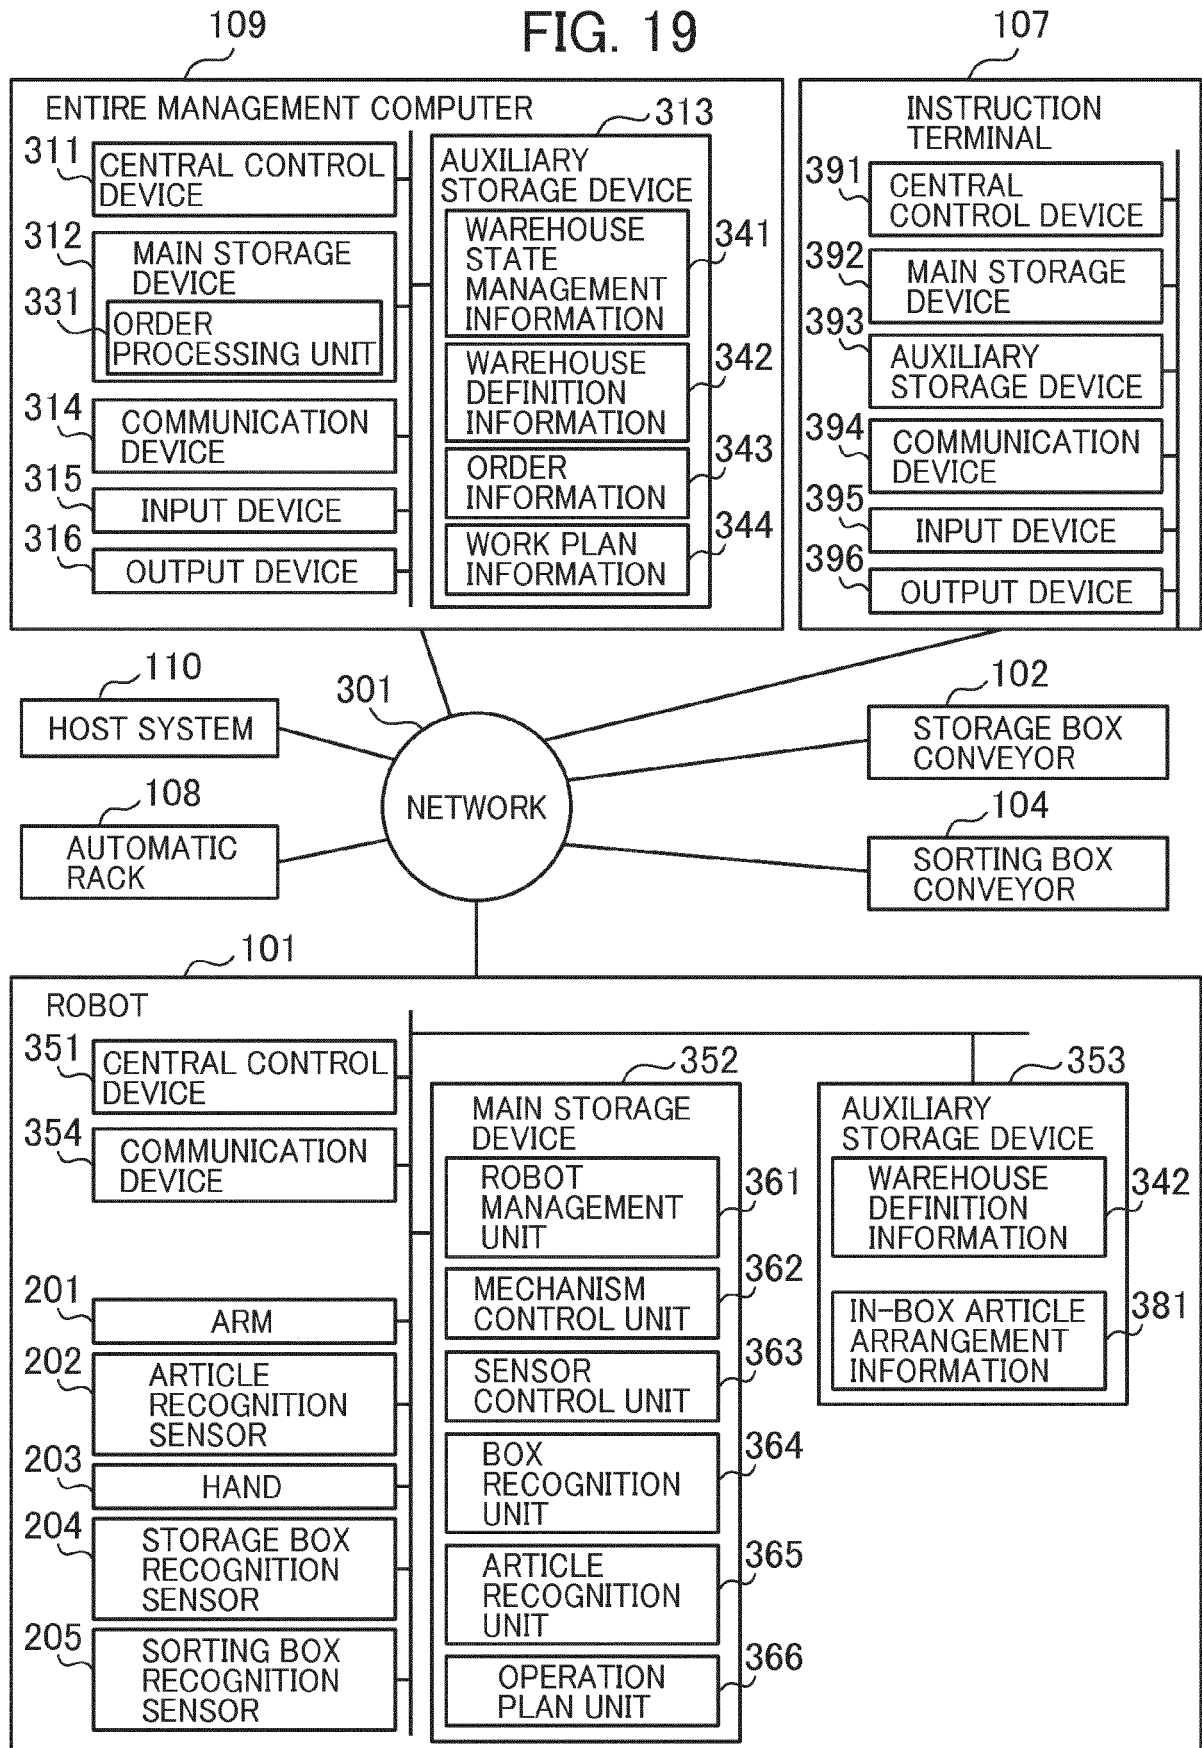 FIG. 19
109
ENTIRE MANAGEMENT COMPUTER
311
CENTRAL CONTROL
DEVICE
312
MAIN STORAGE
DEVICE
331
ORDER
PROCESSING UNIT
314
COMMUNICATION
DEVICE
315
INPUT DEVICE
316
OUTPUT DEVICE
313
AUXILIARY
STORAGE DEVICE
WAREHOUSE
STATE
MANAGEMENT
INFORMATION
341
WAREHOUSE
DEFINITION
INFORMATION
342
ORDER
INFORMATION
343
WORK PLAN
INFORMATION
344
107
INSTRUCTION
TERMINAL
391
CENTRAL
CONTROL DEVICE
392
MAIN STORAGE
DEVICE
393
AUXILIARY
STORAGE DEVICE
394
COMMUNICATION
DEVICE
395
INPUT DEVICE
396
OUTPUT DEVICE
110
HOST SYSTEM
108
AUTOMATIC
RACK
301
NETWORK
102
STORAGE BOX
CONVEYOR
104
SORTING BOX
CONVEYOR
101
ROBOT
351
CENTRAL CONTROL
DEVICE
354
COMMUNICATION
DEVICE
201
ARM
202
ARTICLE
RECOGNITION
SENSOR
203
HAND
204
STORAGE BOX
RECOGNITION
SENSOR
205
SORTING BOX
RECOGNITION
SENSOR
352
MAIN STORAGE
DEVICE
ROBOT
MANAGEMENT
UNIT
361
MECHANISM
CONTROL UNIT
362
SENSOR
CONTROL UNIT
363
BOX
RECOGNITION
UNIT
364
ARTICLE
RECOGNITION
UNIT
365
OPERATION
PLAN UNIT
366
353
AUXILIARY
STORAGE DEVICE
WAREHOUSE
DEFINITION
INFORMATION
342
IN-BOX ARTICLE
ARRANGEMENT
INFORMATION
381